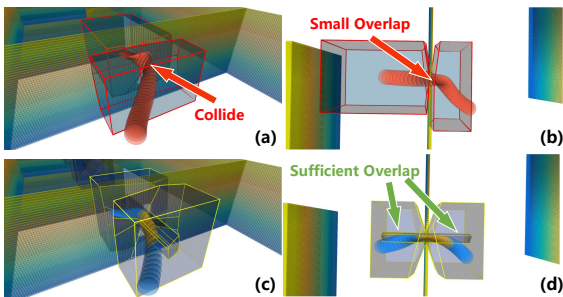 Small Overlap
Collide
(a)
(b)
Sufficient Overlap
(c)
(d)